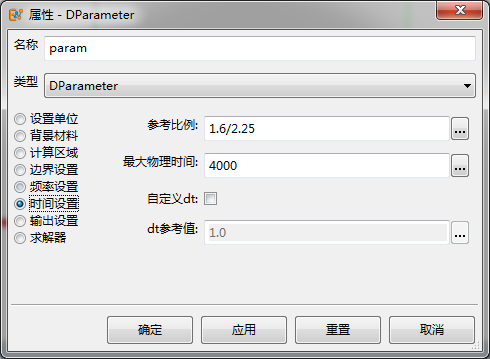 属性 - DParameter
名称
param
类型
DParameter
设置单位
背景材料
计算区域
边界设置
频率设置
时间设置
输出设置
求解器
参考比例:
1.6/2.25
...
最大物理时间:
4000
...
自定义dt:
dt参考值:
1.0
...
确定
应用
重置
取消